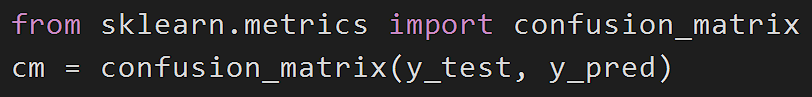 from sklearn.metrics import confusion_matrix
cm = confusion_matrix(y_test, y_pred)